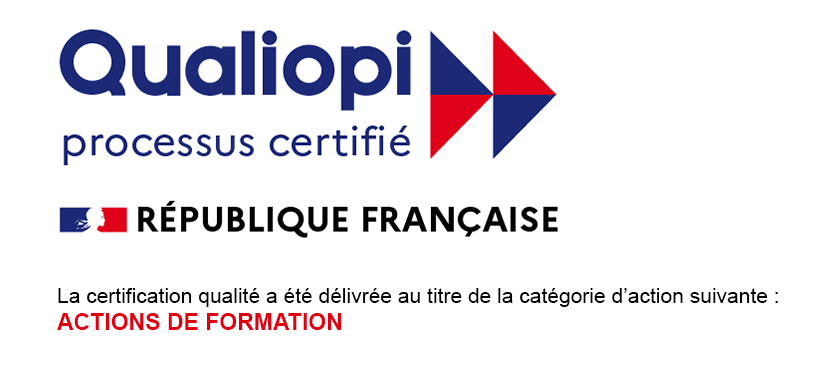 Qualiopi
processus certifié
RÉPUBLIQUE FRANÇAISE
La certification qualité a été délivrée au titre de la catégorie d’action suivante :
ACTIONS DE FORMATION